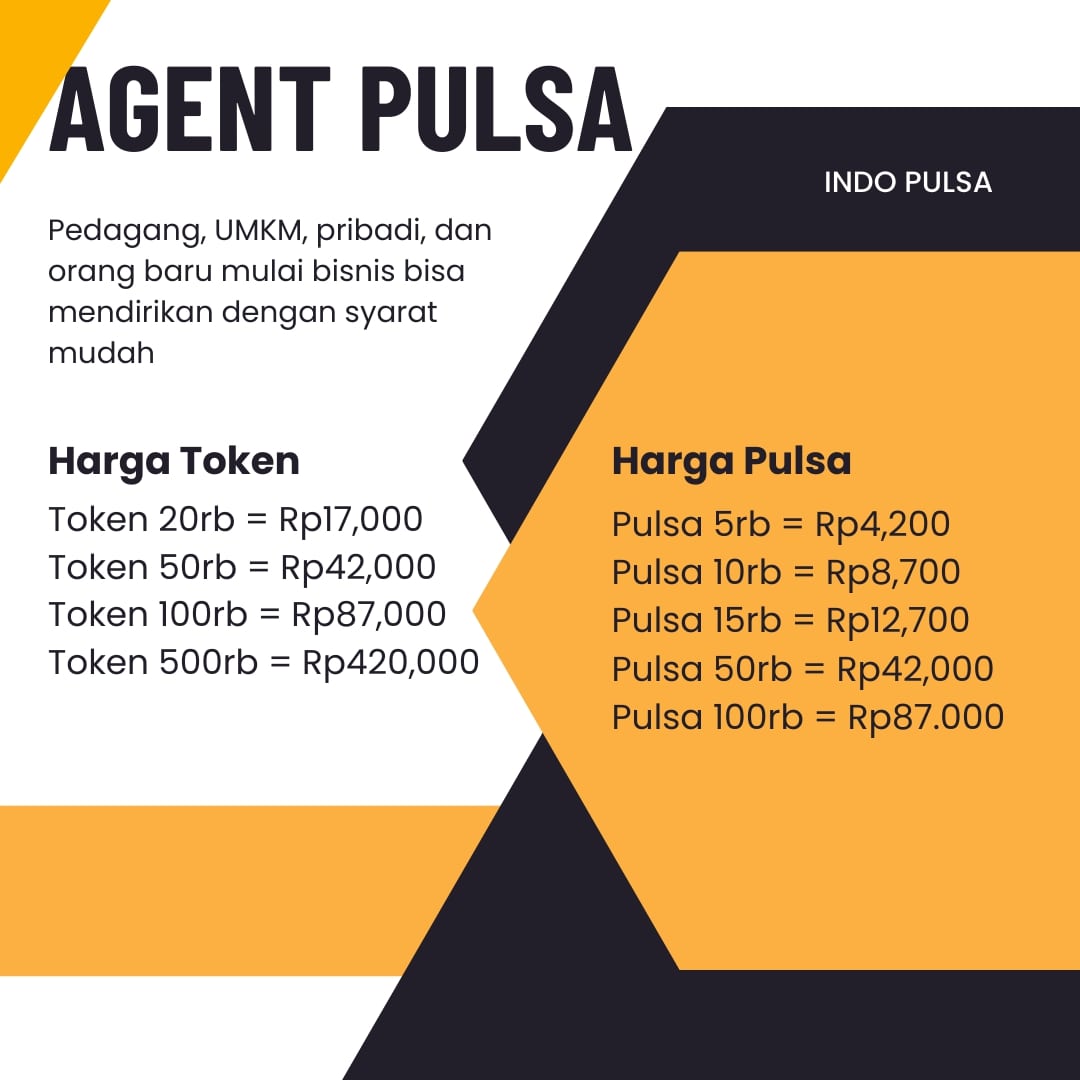 AGENT PULSA
INDO PULSA
Pedagang, UMKM, pribadi, dan
orang baru mulai bisnis bisa
mendirikan dengan syarat
mudah
Harga Token
Token 20rb = Rp17,000
Token 50rb = Rp42,000
Token 100rb = Rp87,000
Token 500rb = Rp420,000
Harga Pulsa
Pulsa 5rb = Rp4,200
Pulsa 10rb = Rp8,700
Pulsa 15rb = Rp12,700
Pulsa 50rb = Rp42,000
Pulsa 100rb = Rp87.000